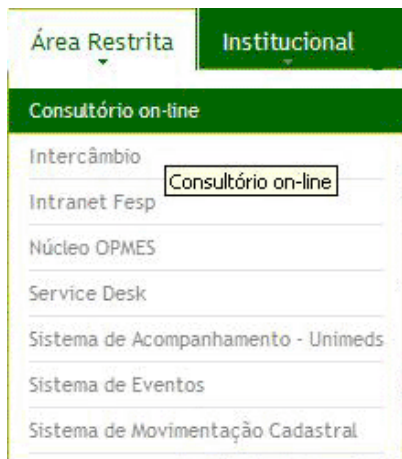 Área Restrita Institucional
Consultório on-line
Intercâmbio
Consultório on-line
Intranet Fesp
Núcleo OPMES
Service Desk
Sistema de Acompanhamento - Unimeds
Sistema de Eventos
Sistema de Movimentação Cadastral